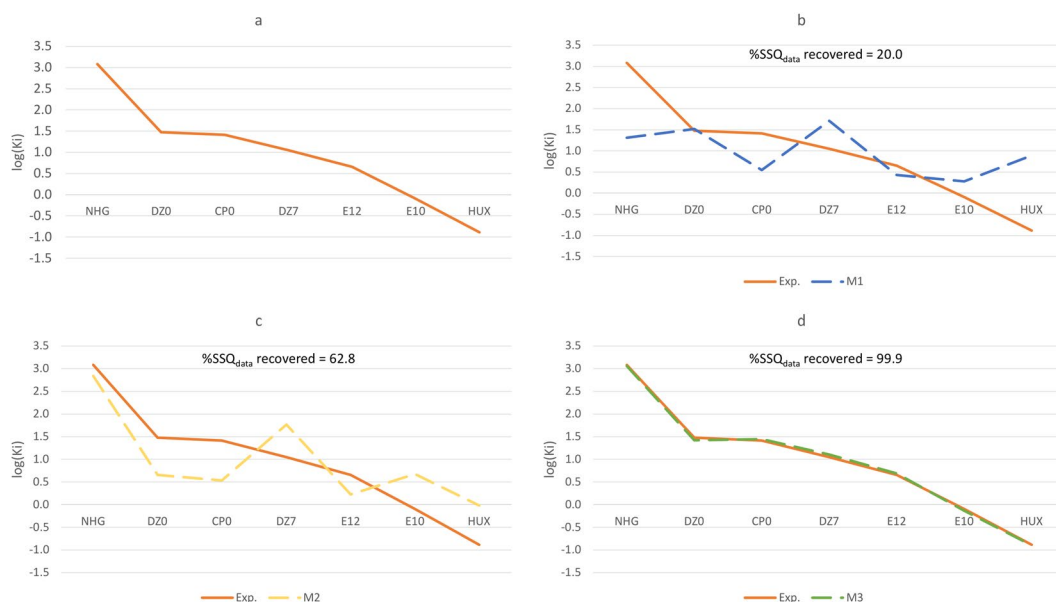 a
3.5
3.0
2.5
2.0
1.5
1.0
0.5
0.0
-0.5
-1.0
-1.5
log(Ki)
NHG DZ0 CP0 DZ7 E12 E10 HUX
b
%SSQdata recovered = 20.0
3.5
3.0
2.5
2.0
1.5
1.0
0.5
0.0
-0.5
-1.0
-1.5
log(Ki)
NHG DZ0 CP0 DZ7 E12 E10 HUX
Exp. M1
c
%SSQdata recovered = 62.8
3.5
3.0
2.5
2.0
1.5
1.0
0.5
0.0
-0.5
-1.0
-1.5
log(Ki)
NHG DZ0 CP0 DZ7 E12 E10 HUX
Exp. M2
d
%SSQdata recovered = 99.9
3.5
3.0
2.5
2.0
1.5
1.0
0.5
0.0
-0.5
-1.0
-1.5
log(Ki)
NHG DZ0 CP0 DZ7 E12 E10 HUX
Exp. M3